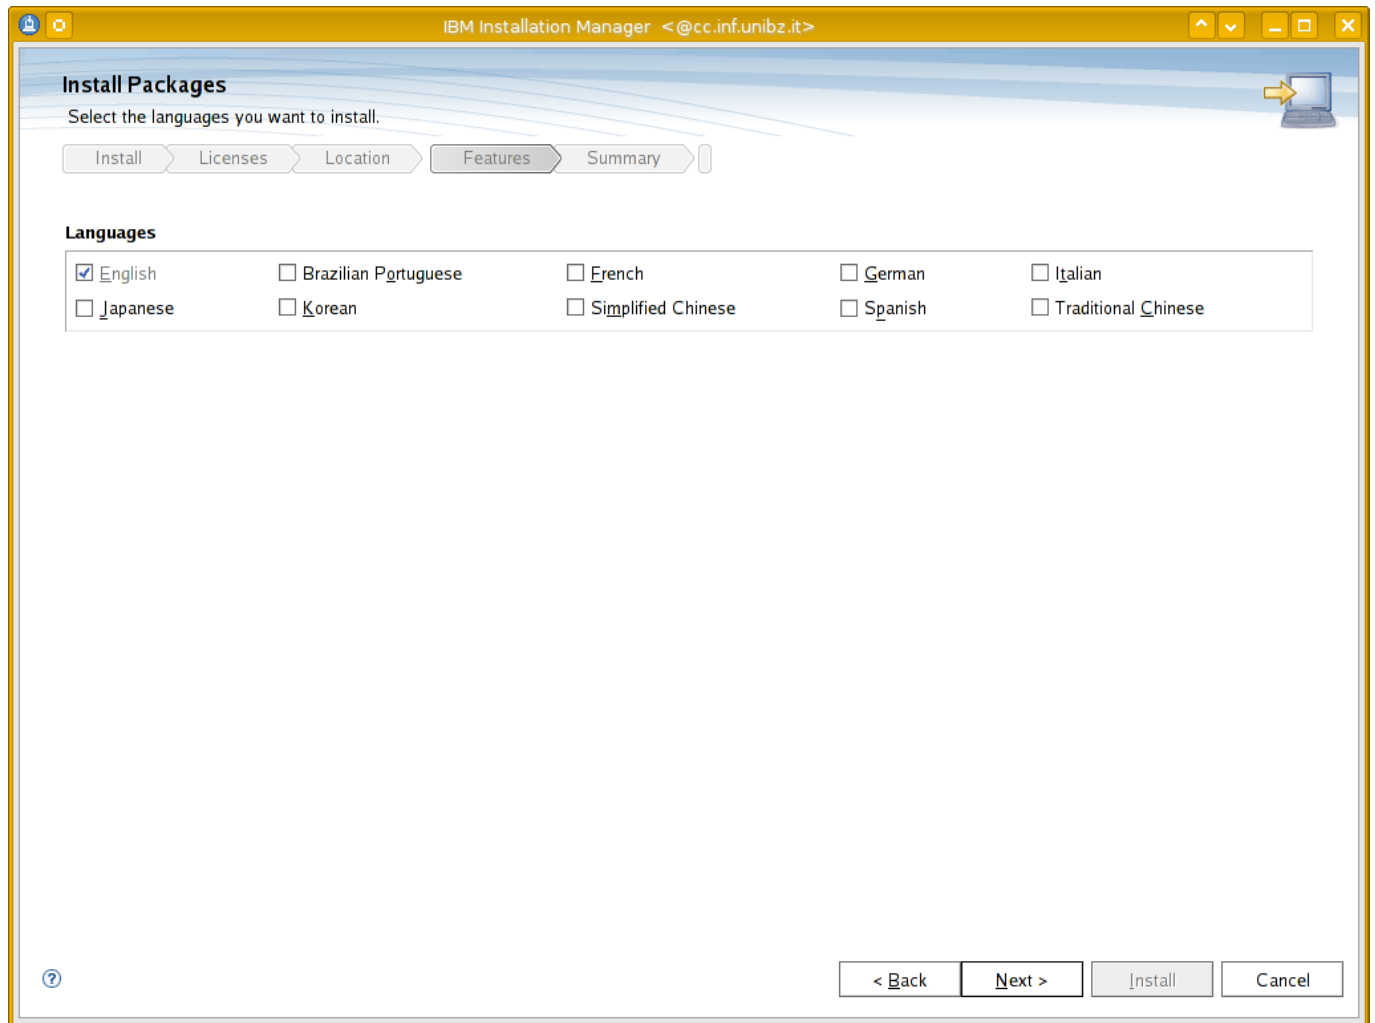 IBM Installation Manager <@cc.inf.unibz.it>
Install Packages
Select the languages you want to install.
Install Licenses Location Features Summary
Languages
English Brazilian Portuguese French German Italian
Japanese Korean Simplified Chinese Spanish Traditional Chinese
? < Back Next > Install Cancel